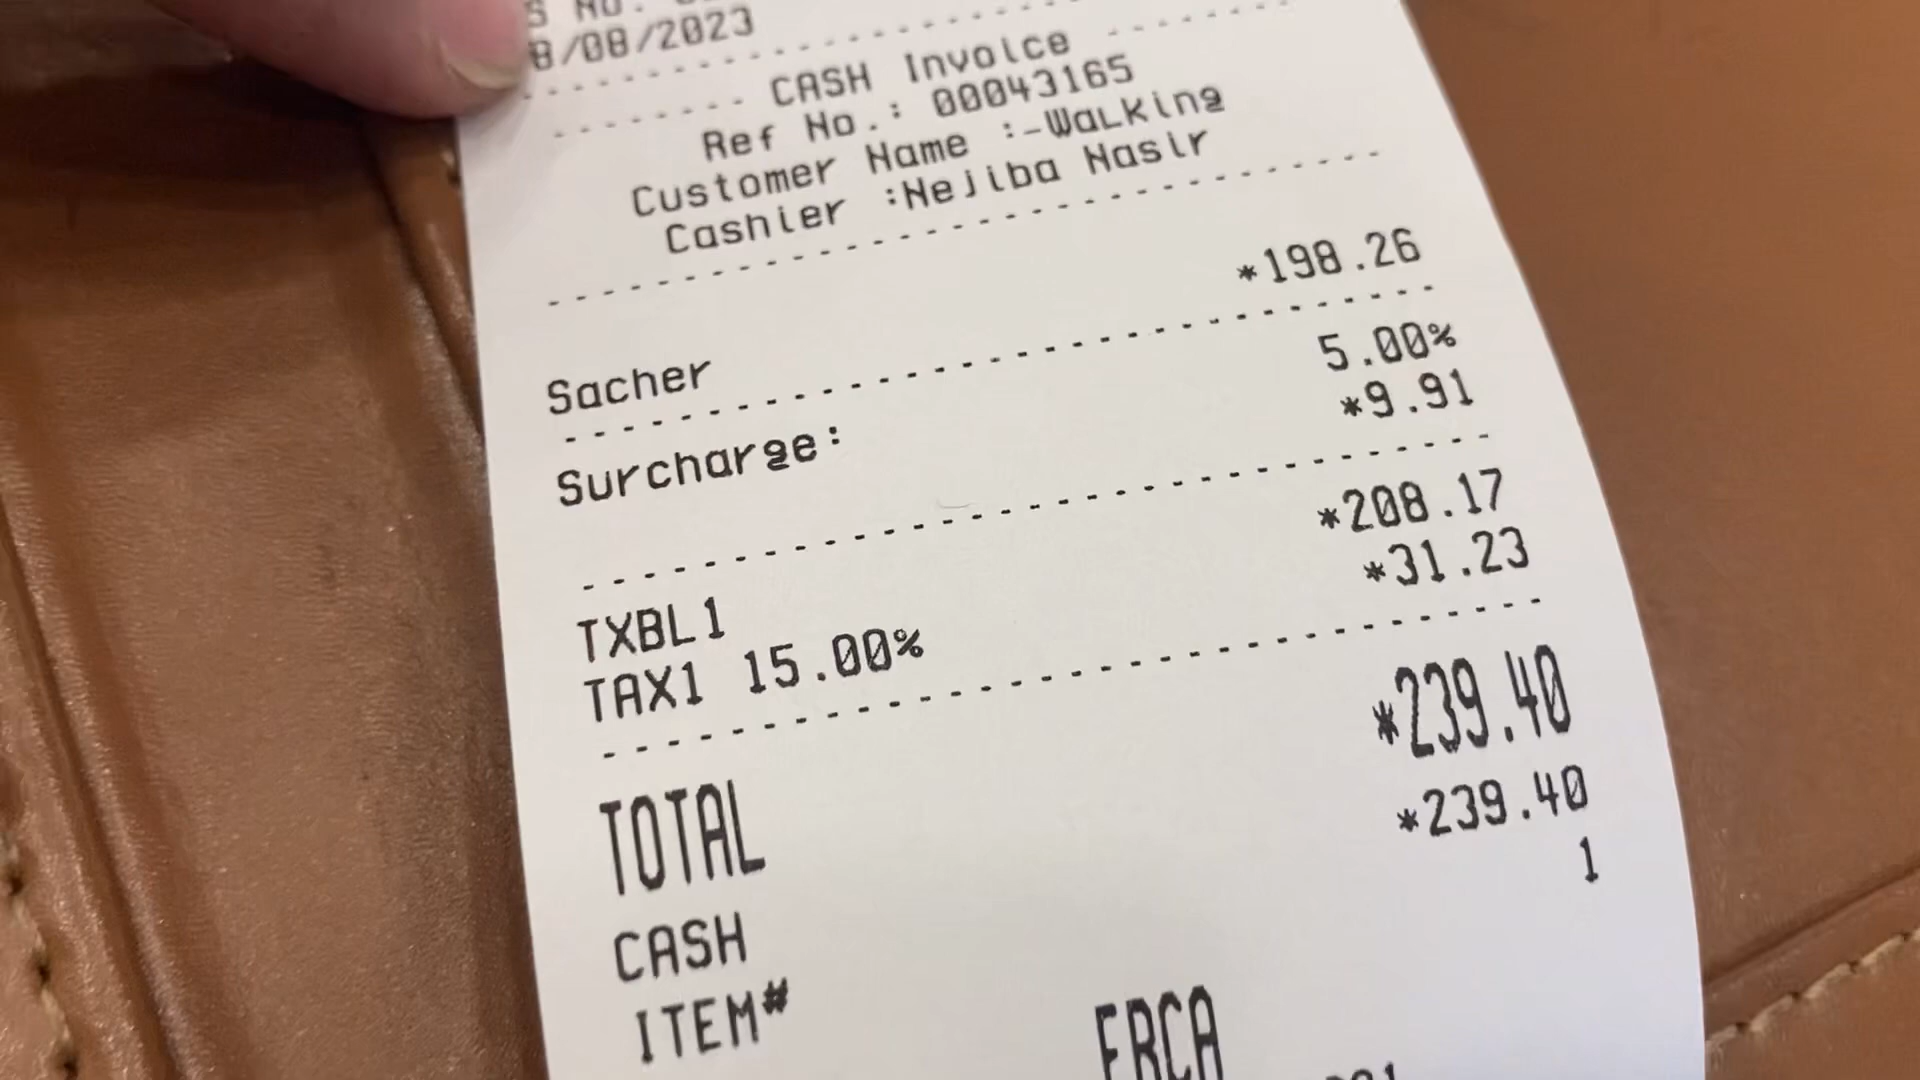 8/08/2023
CASH Invoice
Ref No.: 00043165
Customer Name :-Walking
Cashier :Nejiba Nasir
Sacher *198.26
Surcharge: 5.00%
*9.91
TXBL1 *208.17
TAX1 15.00% *31.23
TOTAL *239.40
CASH *239.40
ITEM# 1
ERCA